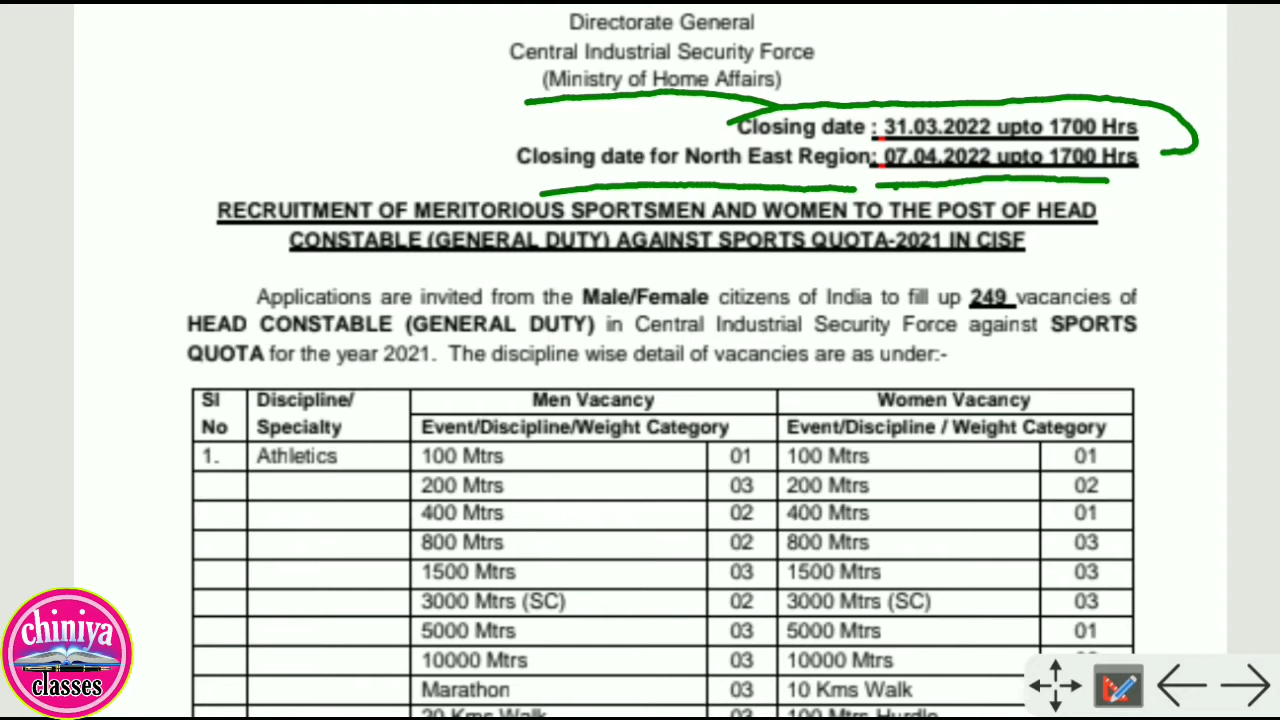 Directorate General
Central Industrial Security Force
(Ministry of Home Affairs)
Closing date : 31.03.2022 upto 1700 Hrs
Closing date for North East Region: 07.04.2022 upto 1700 Hrs
RECRUITMENT OF MERITORIOUS SPORTSMEN AND WOMEN TO THE POST OF HEAD
CONSTABLE (GENERAL DUTY) AGAINST SPORTS QUOTA-2021 IN CISF
Applications are invited from the Male/Female citizens of India to fill up 249 vacancies of
HEAD CONSTABLE (GENERAL DUTY) in Central Industrial Security Force against SPORTS
QUOTA for the year 2021. The discipline wise detail of vacancies are as under:-
Sl No Discipline/ Specialty Men Vacancy Women Vacancy
Event/Discipline/Weight Category Event/Discipline / Weight Category
1. Athletics 100 Mtrs 01 100 Mtrs 01
200 Mtrs 03 200 Mtrs 02
400 Mtrs 02 400 Mtrs 01
800 Mtrs 02 800 Mtrs 03
1500 Mtrs 03 1500 Mtrs 03
3000 Mtrs (SC) 02 3000 Mtrs (SC) 03
5000 Mtrs 03 5000 Mtrs 01
10000 Mtrs 03 10000 Mtrs
Marathon 03 10 Kms Walk
20 Kms Walk 03 100 Mtrs Hurdle
chiniya
classes